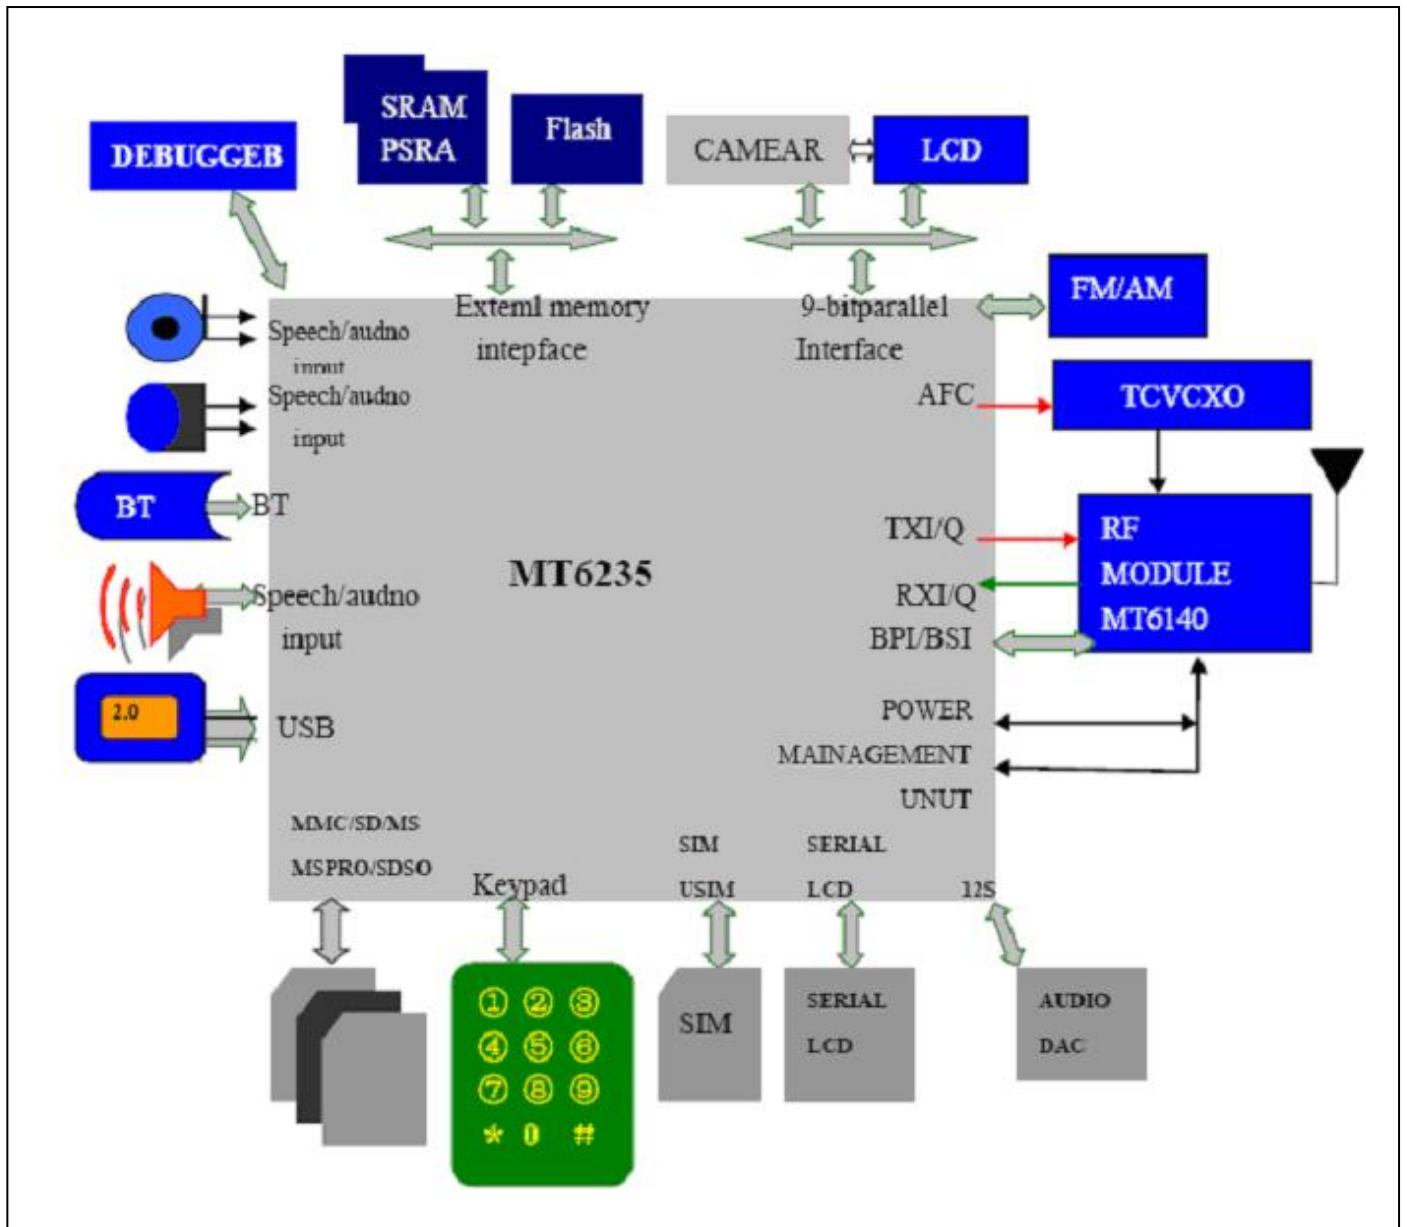 SRAM
PSRA
Flash
DEBUGGEB
CAMEAR
LCD
FM/AM
Exteml memory
intepface
9-bitparallel
Interface
Speech/audno
input
Speech/audno
input
AFC
TCVCXO
BT
BT
TXI/Q
RF
MODULE
MT6140
MT6235
RXI/Q
BPI/BSI
Speech/audno
input
2.0
USB
POWER
MAINAGEMENT
UNUT
MMC/SD/MS
MSPRO/SDSO
Keypad
SIM
USIM
SERIAL
LCD
12S
1 2 3
4 5 6
7 8 9
* 0 #
SIM
SERIAL
LCD
AUDIO
DAC